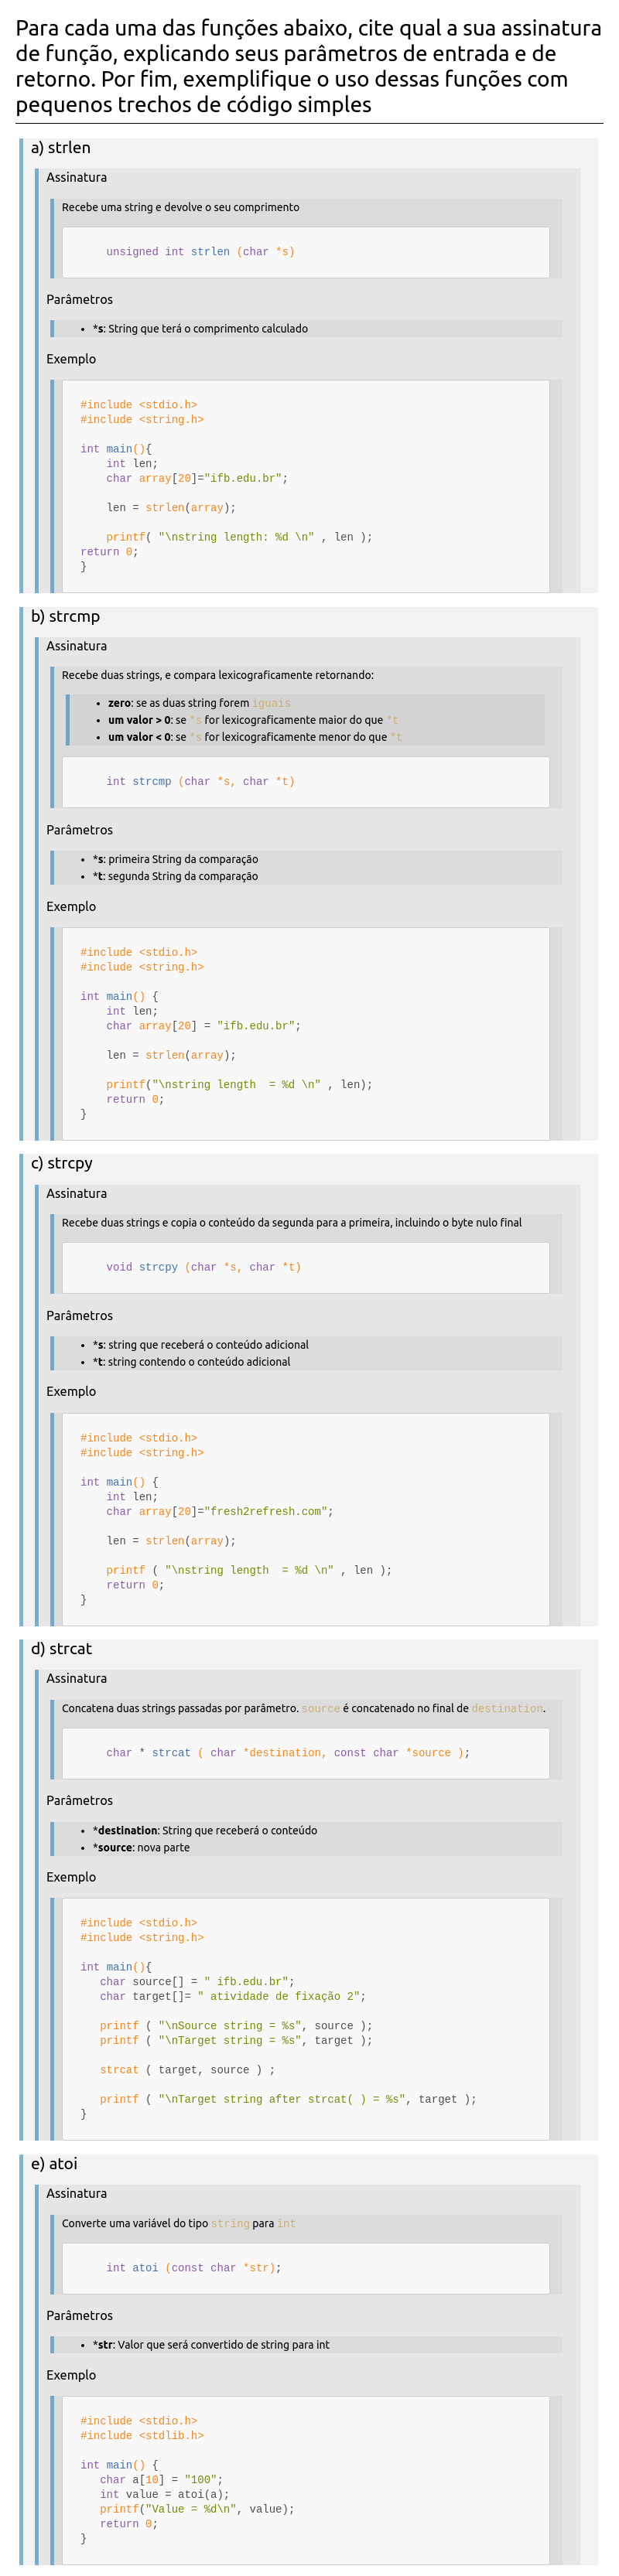 Para cada uma das funções abaixo, cite qual a sua assinatura
de função, explicando seus parâmetros de entrada e de
retorno. Por fim, exemplifique o uso dessas funções com
pequenos trechos de código simples
a) strlen
Assinatura
Recebe uma string e devolve o seu comprimento
unsigned int strlen (char *s)
Parâmetros
• *s: String que terá o comprimento calculado
Exemplo
#include <stdio.h>
#include <string.h>
int main(){
int len;
char array[20]="ifb.edu.br";
len = strlen(array);
printf( "\nstring length: %d \n" , len );
return 0;
}
b) strcmp
Assinatura
Recebe duas strings, e compara lexicograficamente retornando:
• zero: se as duas string forem iguais
• um valor > 0: se *s for lexicograficamente maior do que *t
• um valor < 0: se *s for lexicograficamente menor do que *t
int strcmp (char *s, char *t)
Parâmetros
• *s: primeira String da comparação
• *t: segunda String da comparação
Exemplo
#include <stdio.h>
#include <string.h>
int main() {
int len;
char array[20] = "ifb.edu.br";
len = strlen(array);
printf("\nstring length  = %d \n" , len);
return 0;
}
c) strcpy
Assinatura
Recebe duas strings e copia o conteúdo da segunda para a primeira, incluindo o byte nulo final
void strcpy (char *s, char *t)
Parâmetros
• *s: string que receberá o conteúdo adicional
• *t: string contendo o conteúdo adicional
Exemplo
#include <stdio.h>
#include <string.h>
int main() {
int len;
char array[20]="fresh2refresh.com";
len = strlen(array);
printf ( "\nstring length  = %d \n" , len );
return 0;
}
d) strcat
Assinatura
Concatena duas strings passadas por parâmetro. source é concatenado no final de destination.
char * strcat ( char *destination, const char *source );
Parâmetros
• *destination: String que receberá o conteúdo
• *source: nova parte
Exemplo
#include <stdio.h>
#include <string.h>
int main(){
char source[] = " ifb.edu.br";
char target[]= " atividade de fixação 2";
printf ( "\nSource string = %s", source );
printf ( "\nTarget string = %s", target );
strcat ( target, source ) ;
printf ( "\nTarget string after strcat( ) = %s", target );
}
e) atoi
Assinatura
Converte uma variável do tipo string para int
int atoi (const char *str);
Parâmetros
• *str: Valor que será convertido de string para int
Exemplo
#include <stdio.h>
#include <stdlib.h>
int main() {
char a[10] = "100";
int value = atoi(a);
printf("Value = %d\n", value);
return 0;
}